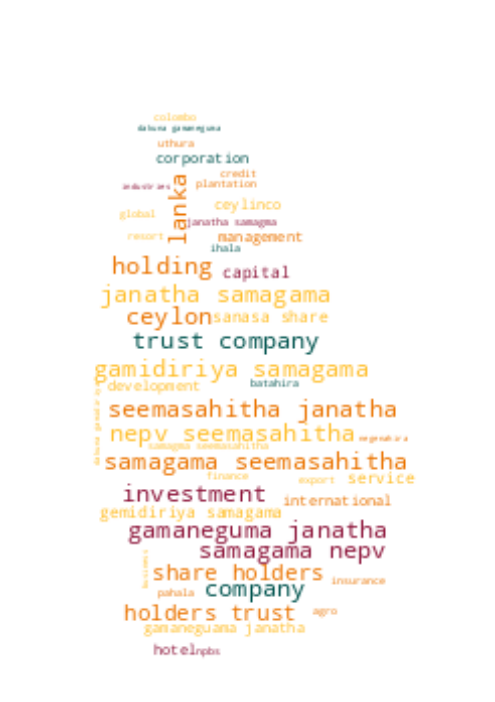 colombo
dakuna gamaneguma
uthura
corporation
credit
industries
plantation
lanka
ceylinco
global
janatha samagma
resort
management
ihala
holding
capital
janatha samagama
ceylon
sanasa share
trust company
gamidiriya samagama
development
batahira
dakuna gamidiriya
seemasahitha janatha
nepv seemasahitha
negenahira
samagma seemasahitha
samagama seemasahitha
finance
export
service
investment
international
gemidiriya samagama
gamaneguma janatha
samagama nepv
business
share holders
insurance
pahala
company
holders trust
agro
gamaneguama janatha
hotel
npbs